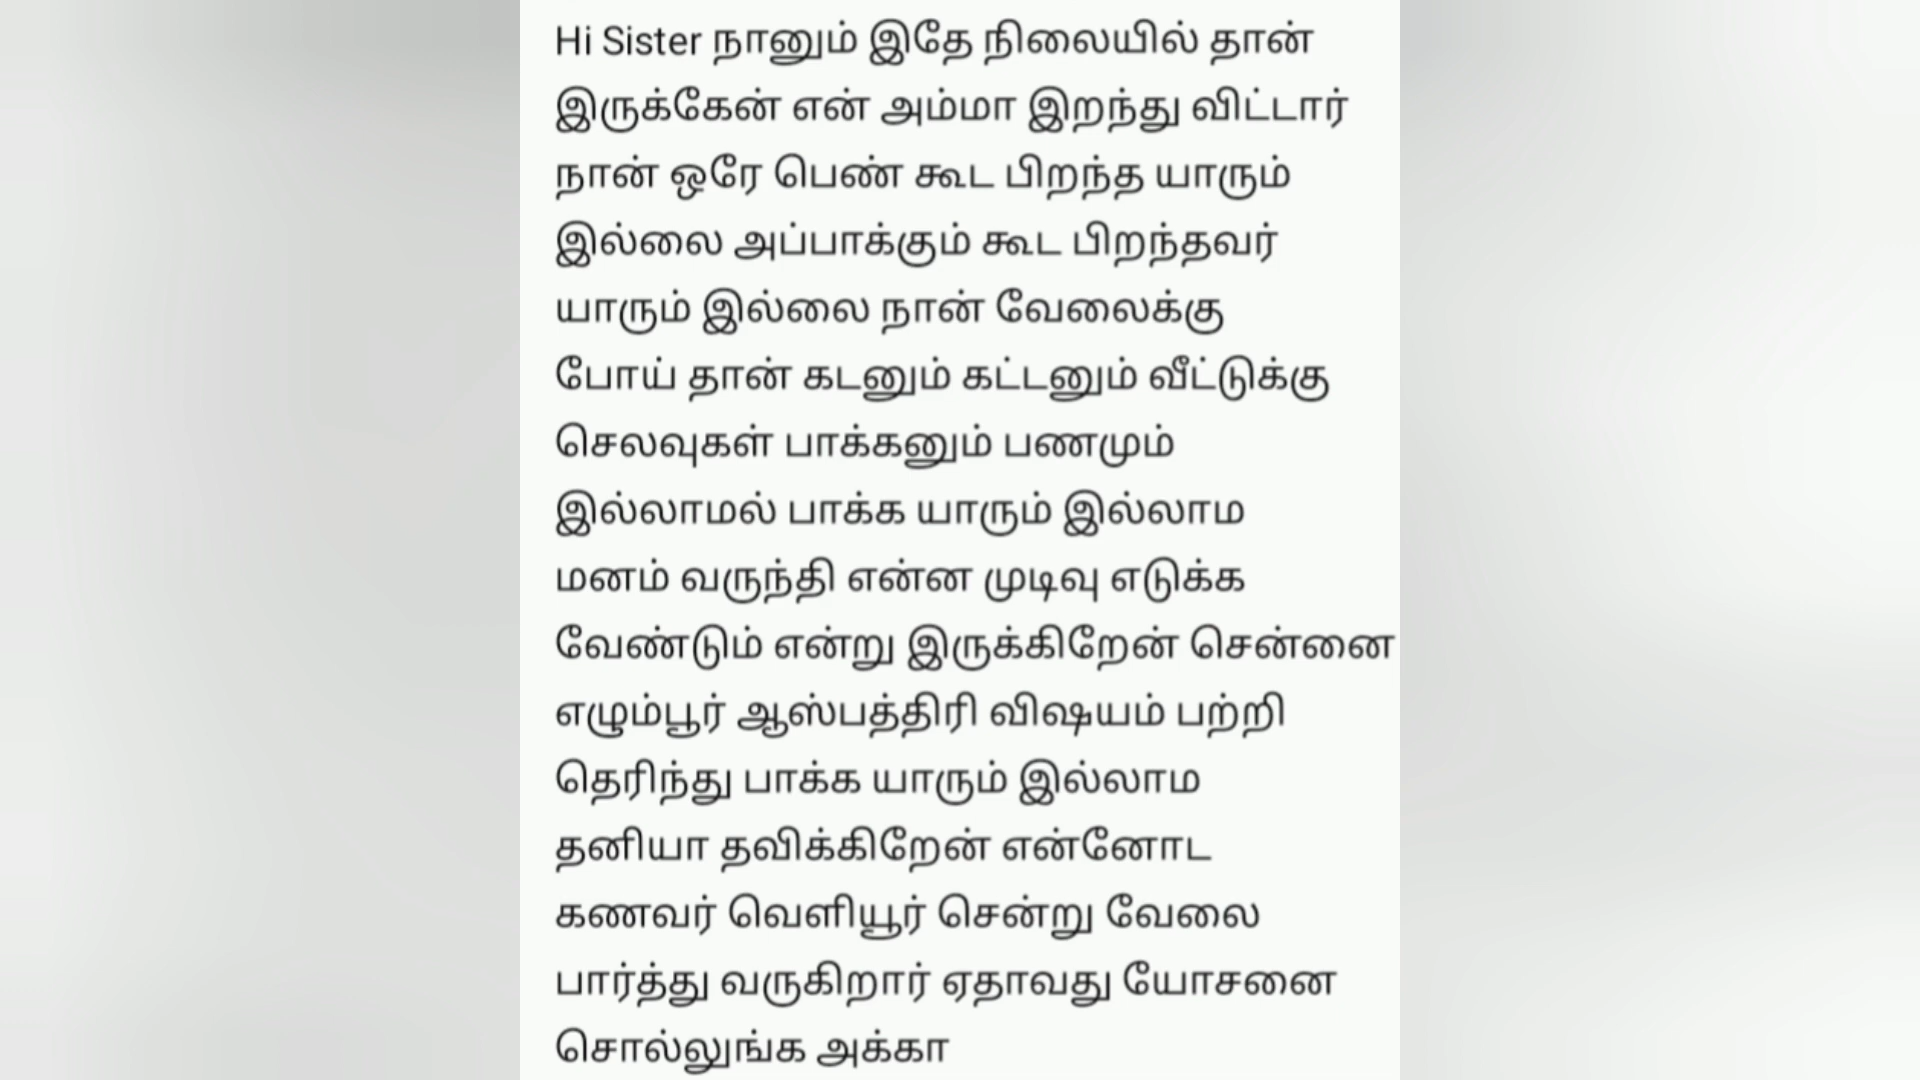 Hi Sister நானும் இதே நிலையில் தான்
இருக்கேன் என் அம்மா இறந்து விட்டார்
நான் ஒரே பெண் கூட பிறந்த யாரும்
இல்லை அப்பாக்கும் கூட பிறந்தவர்
யாரும் இல்லை நான் வேலைக்கு
போய் தான் கடனும் கட்டனும் வீட்டுக்கு
செலவுகள் பாக்கனும் பணமும்
இல்லாமல் பாக்க யாரும் இல்லாம
மனம் வருந்தி என்ன முடிவு எடுக்க
வேண்டும் என்று இருக்கிறேன் சென்னை
எழும்பூர் ஆஸ்பத்திரி விஷயம் பற்றி
தெரிந்து பாக்க யாரும் இல்லாம
தனியா தவிக்கிறேன் என்னோட
கணவர் வெளியூர் சென்று வேலை
பார்த்து வருகிறார் ஏதாவது யோசனை
சொல்லுங்க அக்கா